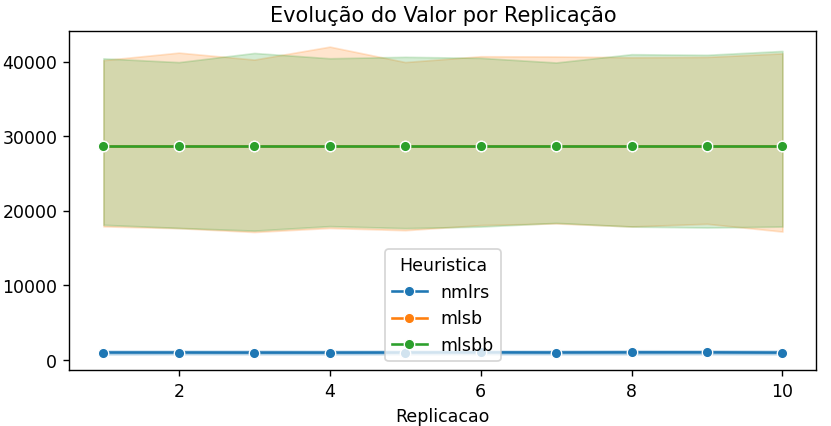 Evolução do Valor por Replicação
40000
30000
20000
10000
0
Heuristica
nmlrs
mlsb
mlsbb
2
4
6
8
10
Replicacao